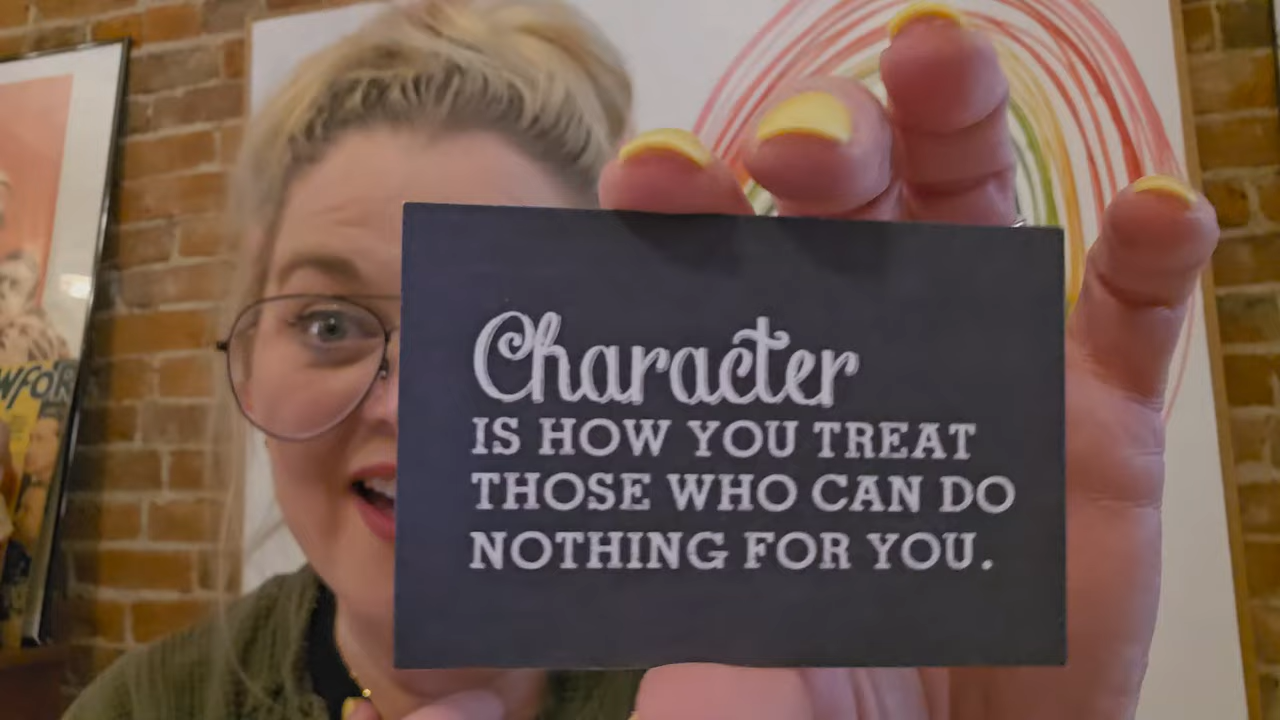 Character
IS HOW YOU TREAT
THOSE WHO CAN DO
NOTHING FOR YOU.